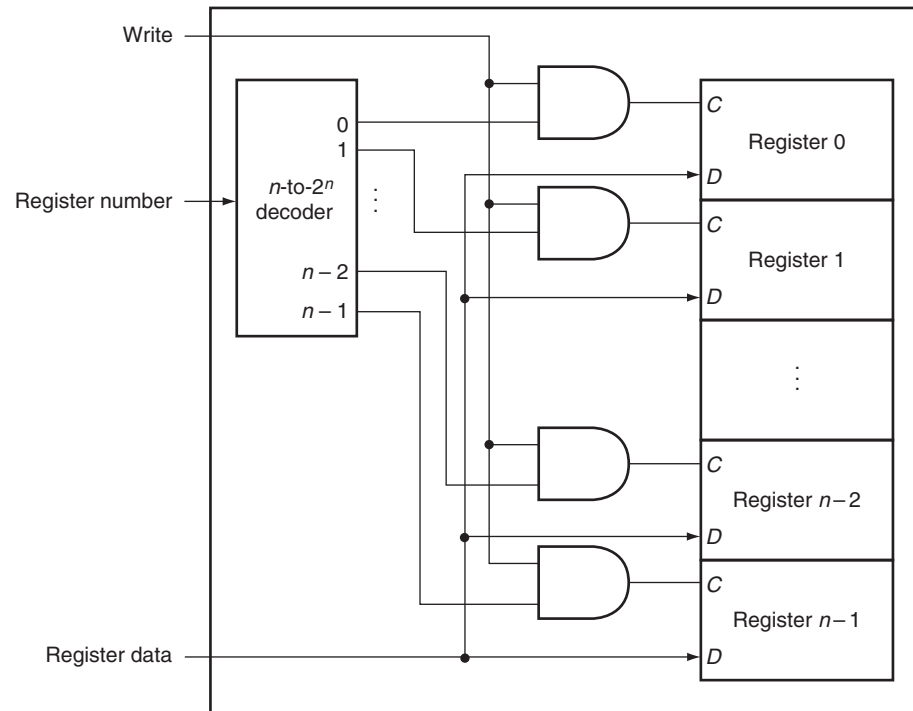 Write
C
0
Register 0
1
n-to-2ⁿ
decoder
⋮
D
Register number
C
Register 1
n – 2
D
n – 1
⋮
C
Register n – 2
D
C
Register n – 1
Register data
D